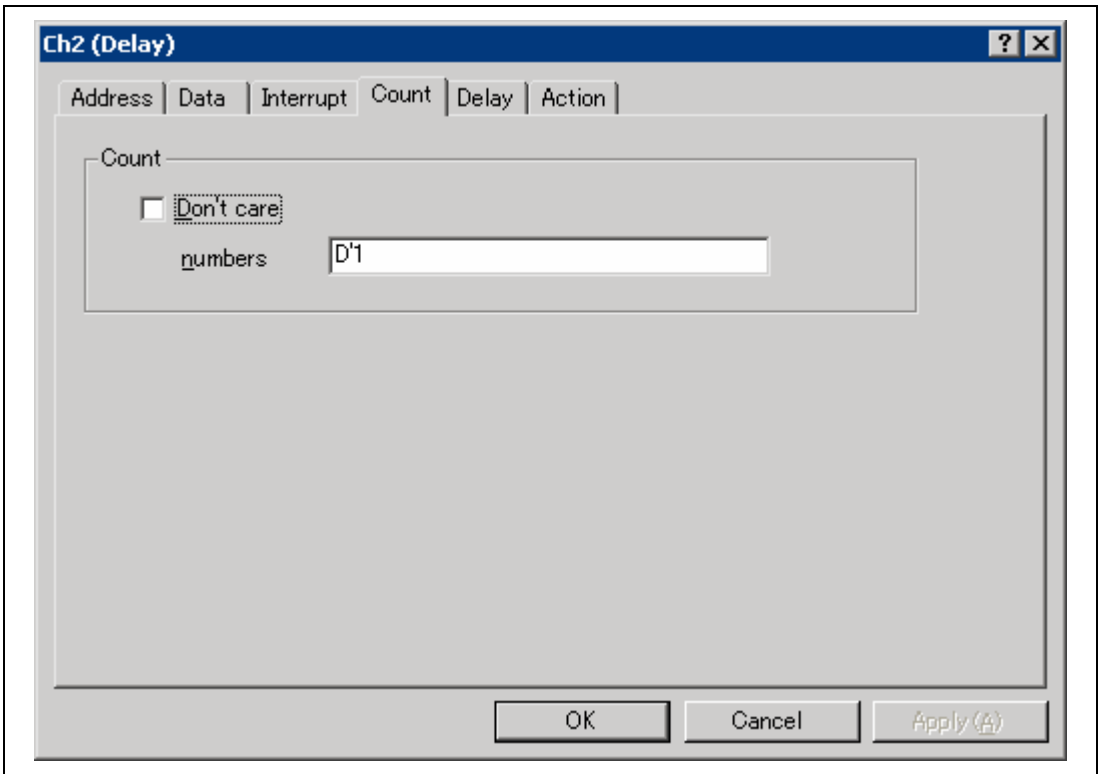 Ch2 (Delay)
Address Data Interrupt Count Delay Action
Count
Don't care
numbers D'1
OK Cancel Apply (A)